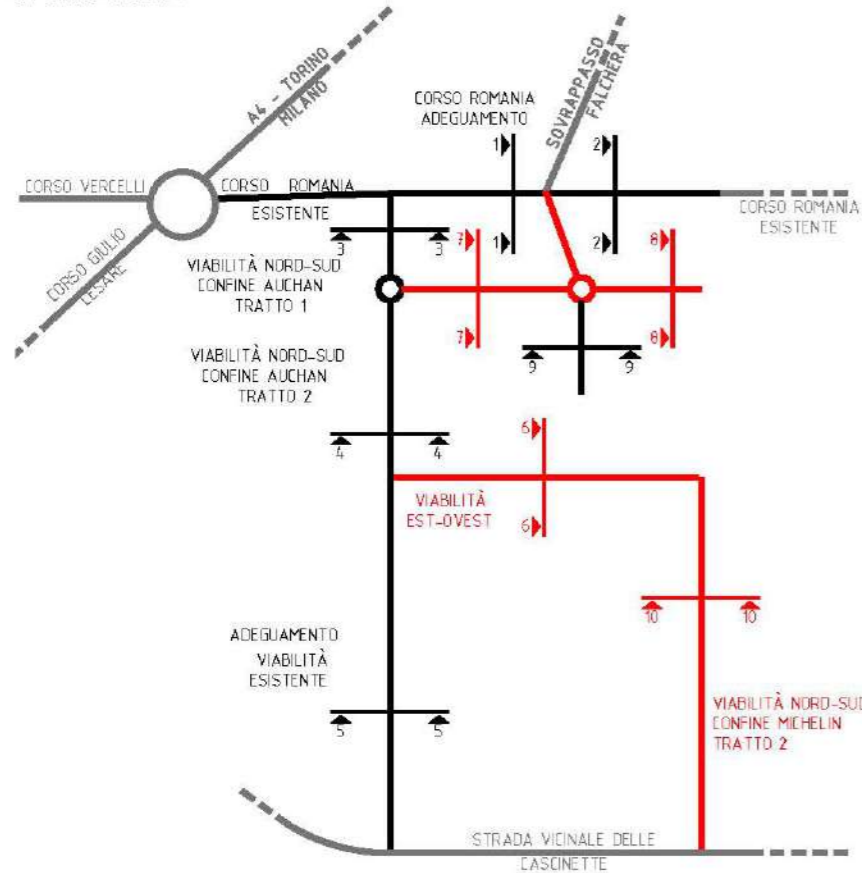 A4 - TORINO
MILANO
SOVRAPPASSO
FALCHERA
CORSO ROMANIA
ADEGUAMENTO
1
2
CORSO VERCELLI
CORSO ROMANIA
ESISTENTE
CORSO ROMANIA
ESISTENTE
CORSO GIULIO
CESARE
3
3
7
1
2
8
VIABILITÀ NORD-SUD
CONFINE AUCHAN
TRATTO 1
7
8
9
9
VIABILITÀ NORD-SUD
CONFINE AUCHAN
TRATTO 2
4
4
6
VIABILITÀ
EST-OVEST
6
10
10
ADEGUAMENTO
VIABILITÀ
ESISTENTE
5
5
VIABILITÀ NORD-SUD
CONFINE MICHELIN
TRATTO 2
STRADA VICINALE DELLE
CASCINETTE